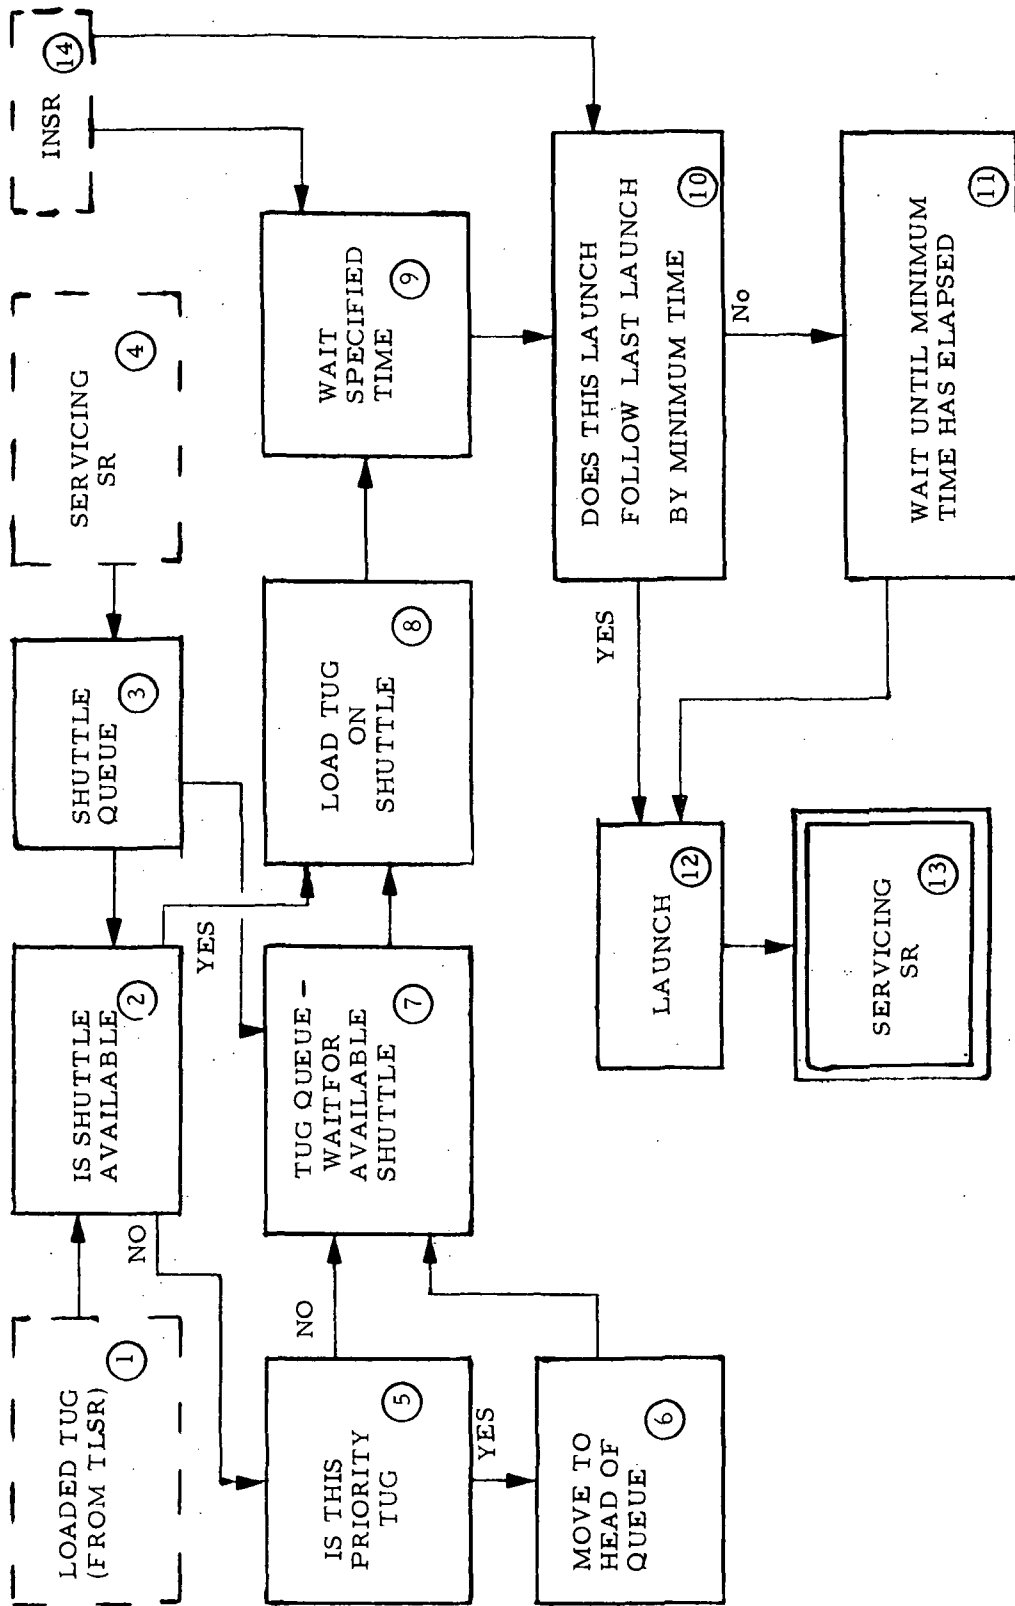 LOADED TUG
(FROM TLSR)
1
IS SHUTTLE
AVAILABLE
2
NO
YES
SHUTTLE
QUEUE
3
SERVICING
SR
4
INSR
14
IS THIS
PRIORITY
TUG
5
NO
YES
TUG QUEUE –
WAITFOR
AVAILABLE
SHUTTLE
7
LOAD TUG
ON
SHUTTLE
8
WAIT
SPECIFIED
TIME
9
MOVE TO
HEAD OF
QUEUE
6
LAUNCH
12
YES
DOES THIS LAUNCH
FOLLOW LAST LAUNCH
BY MINIMUM TIME
10
No
SERVICING
SR
13
WAIT UNTIL MINIMUM
TIME HAS ELAPSED
11